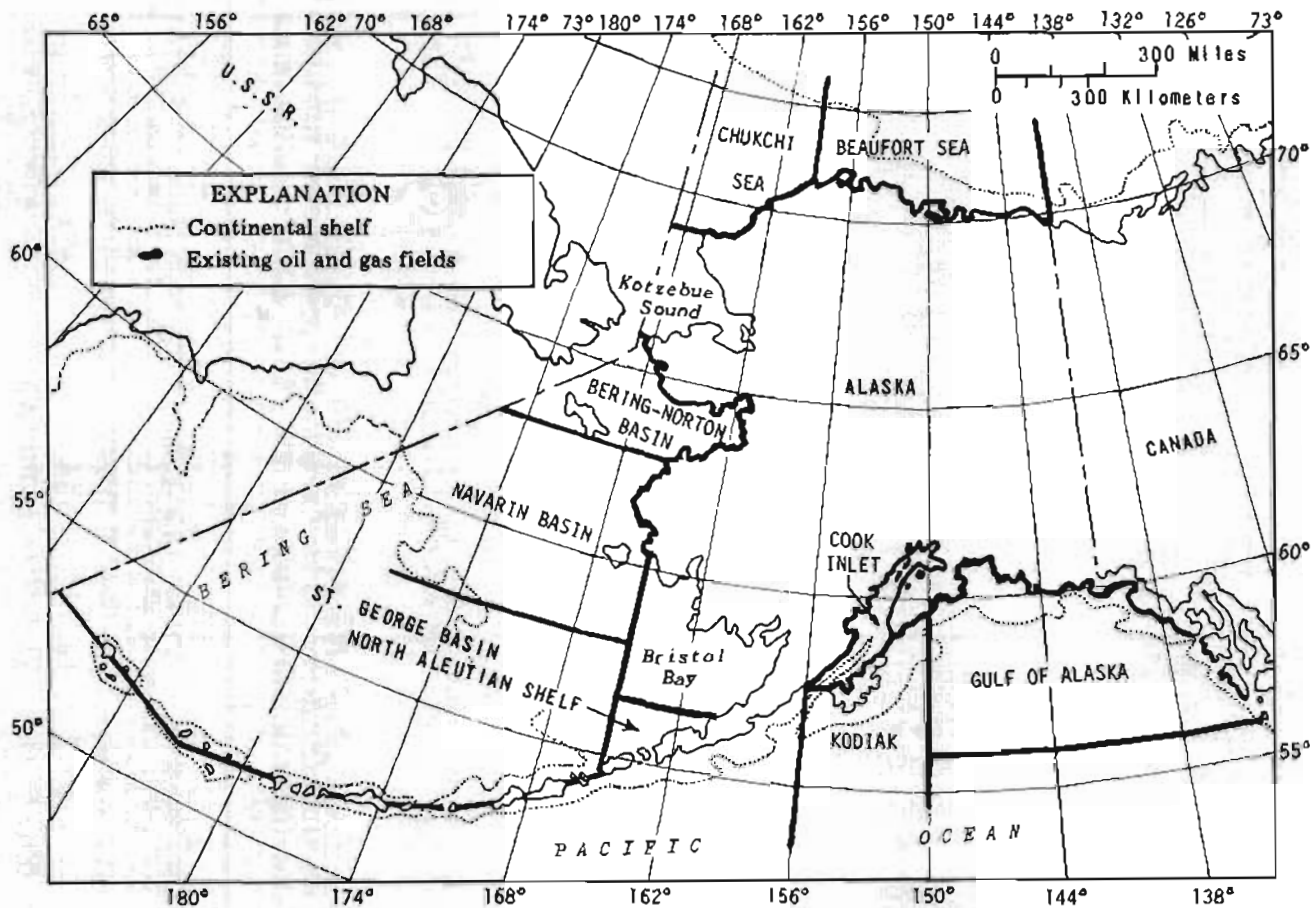 65° 156° 162° 70° 168° 174° 73° 180° 174° 168° 162° 156° 150° 144° 138° 132° 126° 73°
0 300 Miles
0 300 Kilometers
U.S.S.R.
CHUKCHI
SEA
BEAUFORT SEA
70°
EXPLANATION
Continental shelf
Existing oil and gas fields
60°
Kotzebue
Sound
65°
ALASKA
BERING-NORTON
BASIN
CANADA
55°
NAVARIN BASIN
BERING SEA
COOK
INLET
60°
ST. GEORGE BASIN
NORTH ALEUTIAN SHELF
Bristol
Bay
GULF OF ALASKA
50°
KODIAK
55°
PACIFIC OCEAN
180° 174° 168° 162° 156° 150° 144° 138°